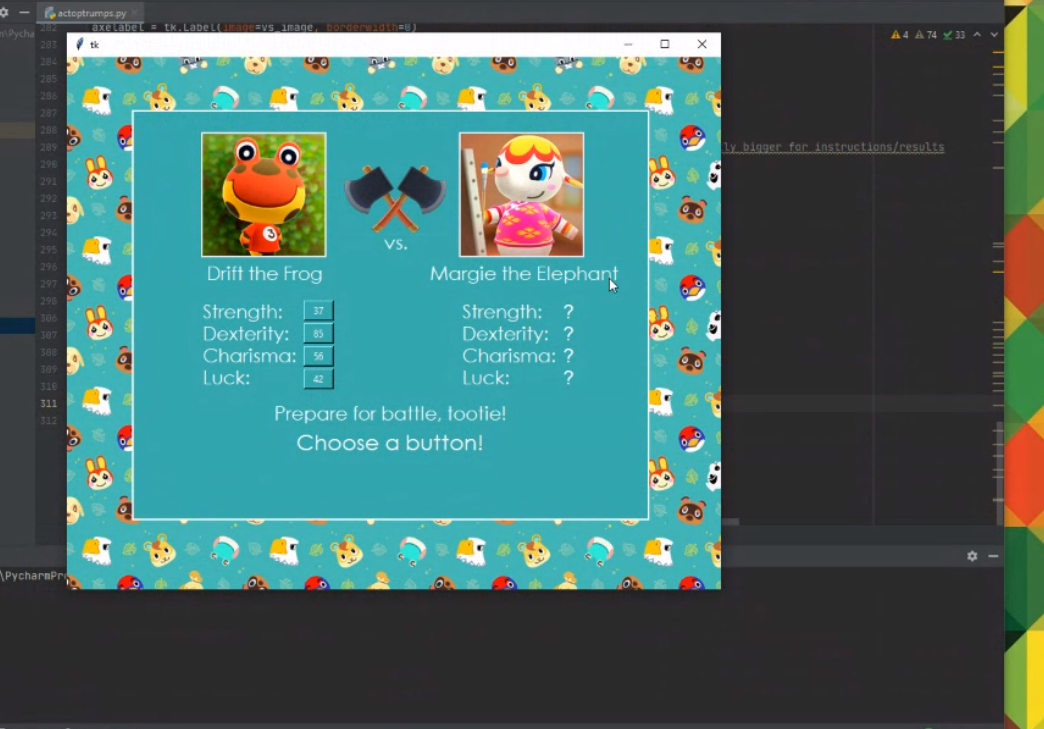 actoptrumps.py
282 axelabel = tk.Label(image=vs_image, borderwidth=0)
4 74 33
tk
283
284
285
286
287
288
289
ly bigger for instructions/results
290
291
292
293
294
295
296
297
298
305
306
307
308
309
310
311
312
3
vs.
Drift the Frog
Margie the Elephant
Strength: 37
Strength: ?
Dexterity: 85
Dexterity: ?
Charisma: 56
Charisma: ?
Luck: 42
Luck: ?
Prepare for battle, tootie!
Choose a button!
\PycharmPr